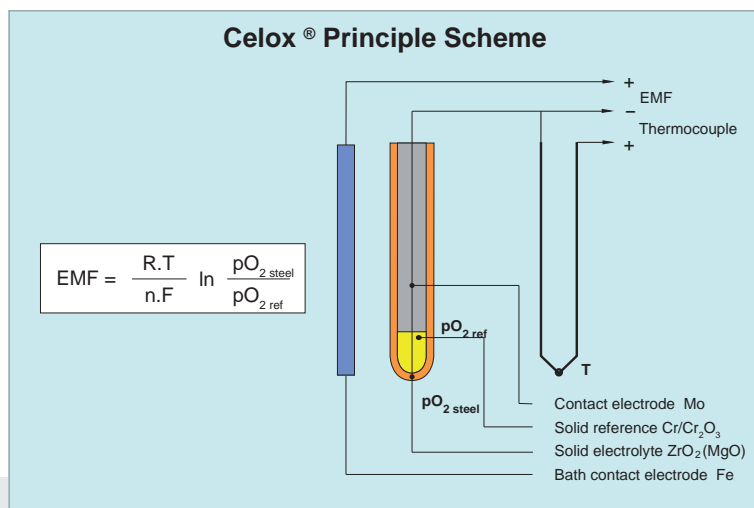 Celox ® Principle Scheme
+
EMF
−
Thermocouple
+
EMF = R.T / n.F ln pO₂ steel / pO₂ ref
pO₂ ref
T
pO₂ steel
Contact electrode Mo
Solid reference Cr/Cr₂O₃
Solid electrolyte ZrO₂(MgO)
Bath contact electrode Fe